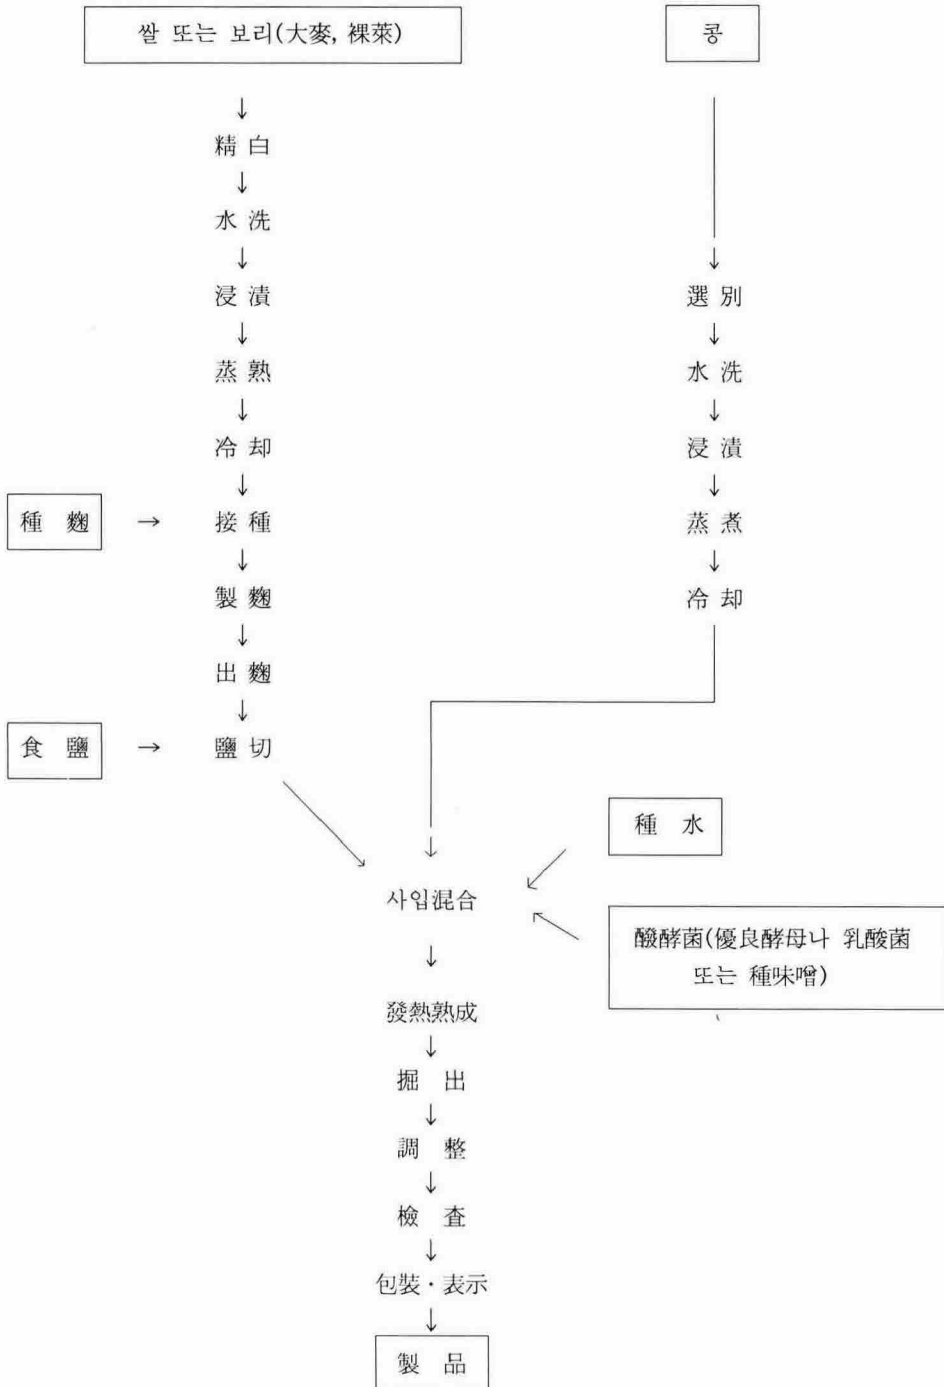 쌀 또는 보리(大麥, 裸萊)
콩
↓
精白
↓
水洗
↓
浸漬
↓
蒸熟
↓
冷却
↓
種麴 → 接種
↓
製麴
↓
出麴
↓
食鹽 → 鹽切
↓
選別
↓
水洗
↓
浸漬
↓
蒸煮
↓
冷却
種水
사입混合
醱酵菌(優良酵母나 乳酸菌
또는 種味噌)
↓
發熱熟成
↓
掘出
↓
調整
↓
檢査
↓
包裝·表示
↓
製品